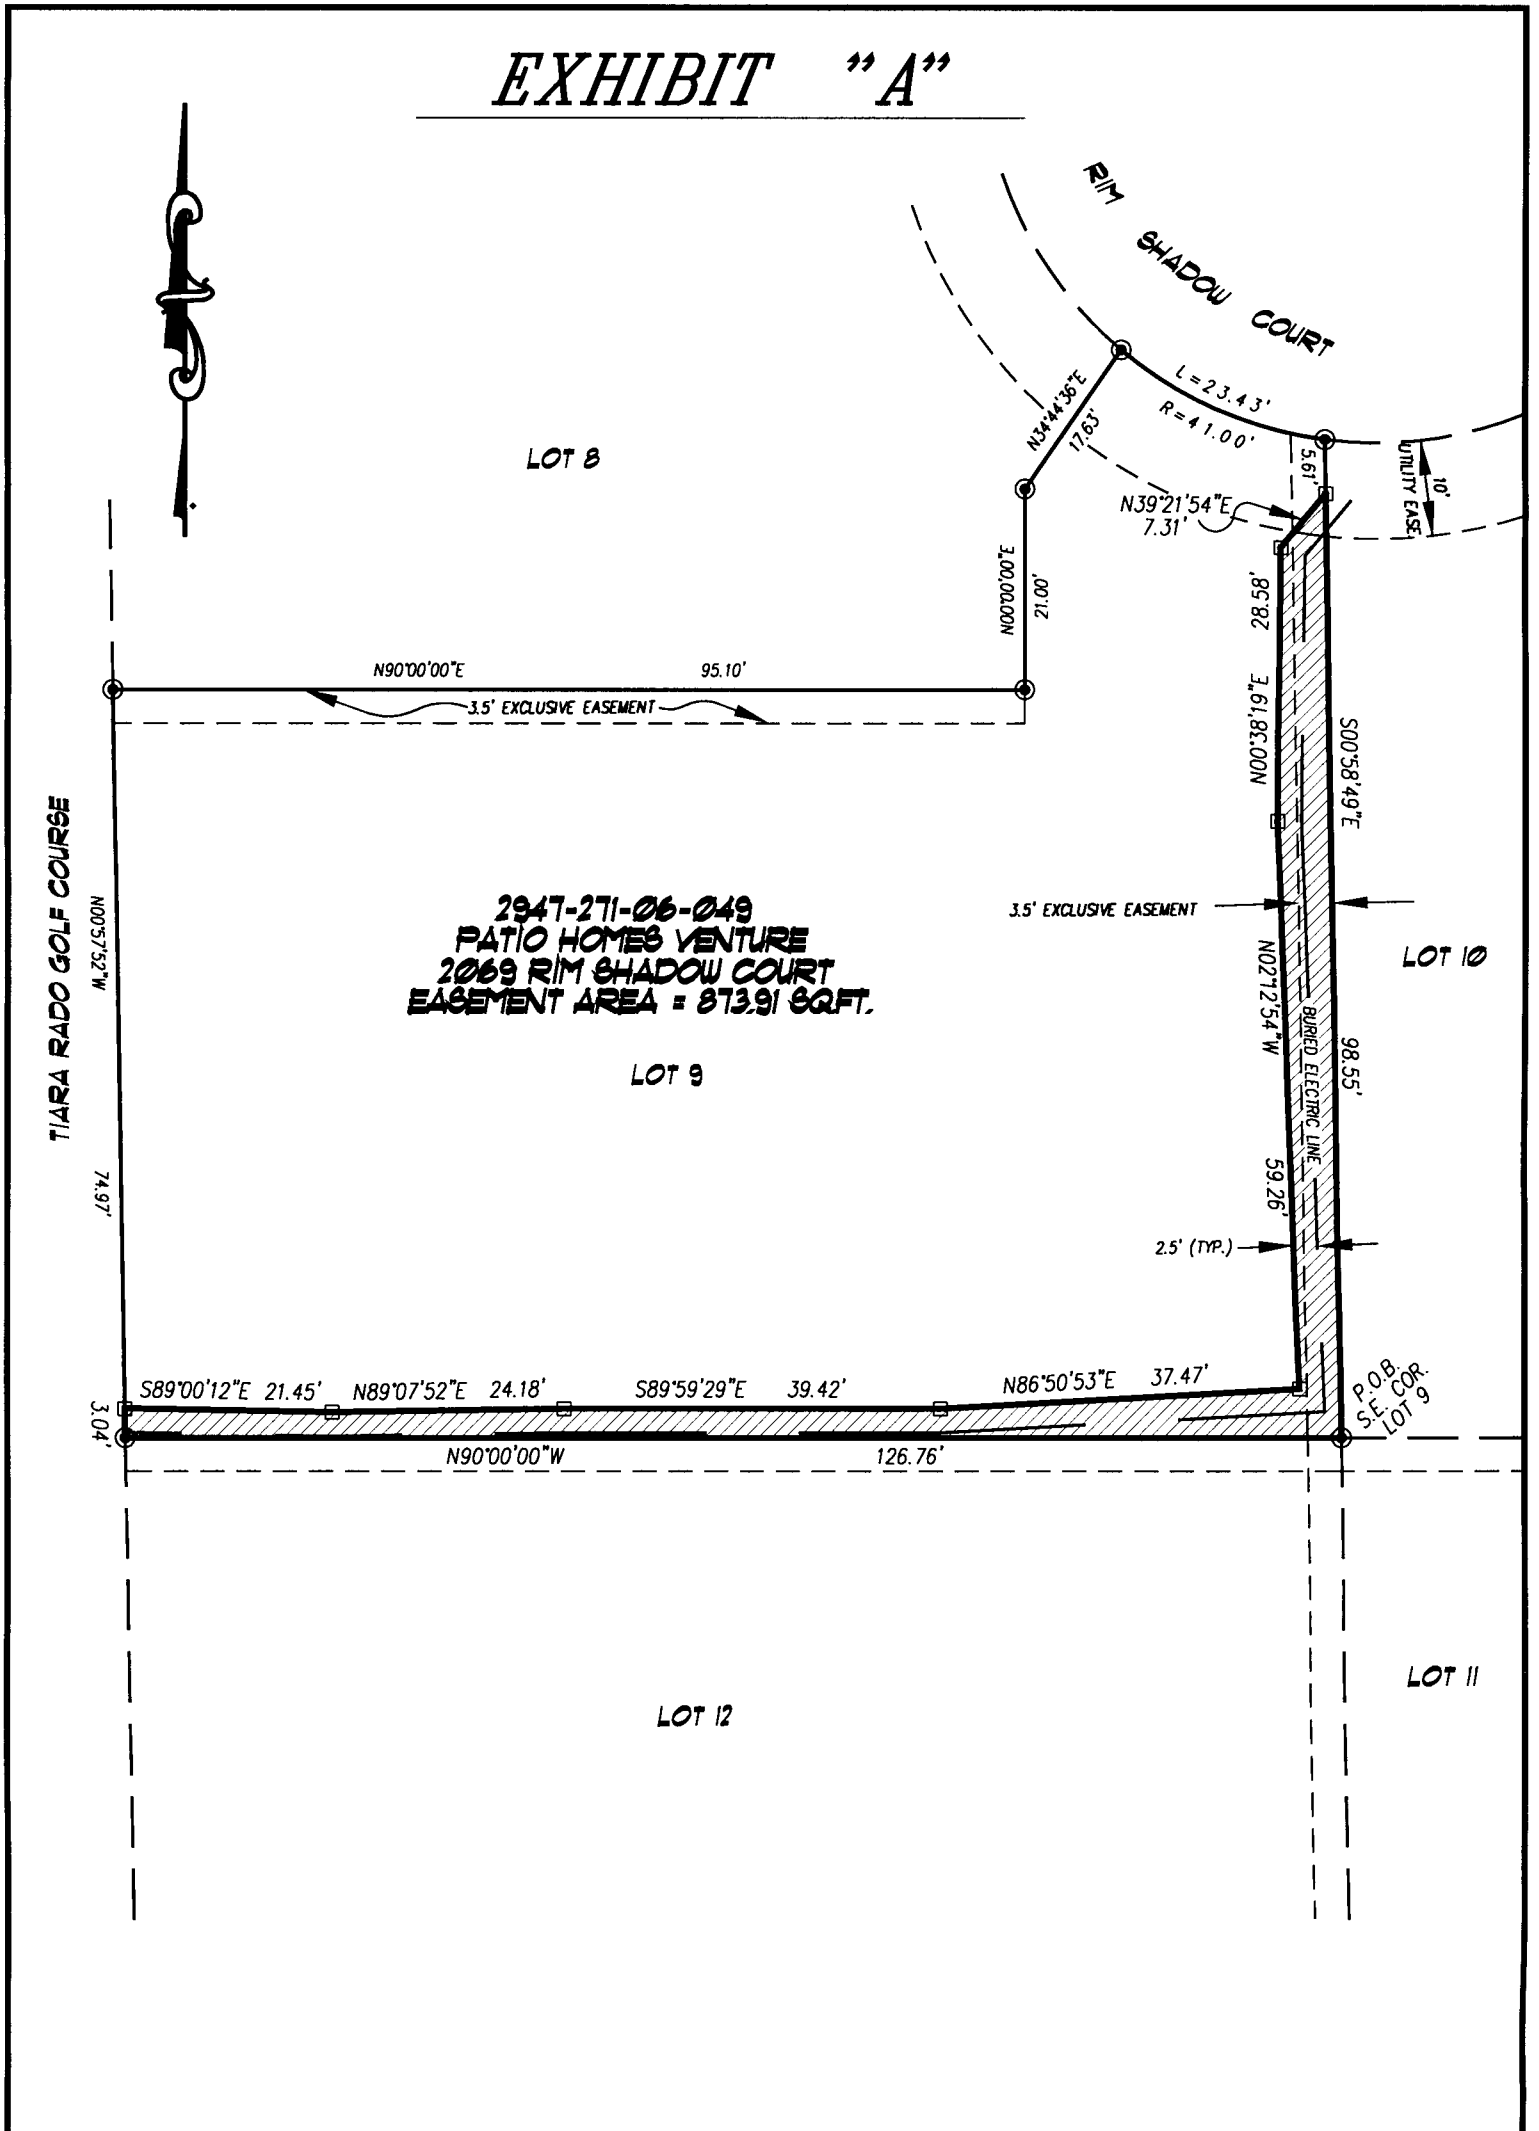 EXHIBIT "A"
RIM SHADOW COURT
L=23.43'
R=41.00'
N34°44'36"E
17.63'
5.61'
10'
UTILITY EASE.
LOT 8
N39°21'54"E
7.31'
N00°00'00"E
21.00'
28.58'
N00°38'19"E
N90°00'00"E 95.10'
3.5' EXCLUSIVE EASEMENT
S00°58'49"E
98.55'
TIARA RADO GOLF COURSE
N00°57'52"W
74.97'
2947-271-06-049
PATIO HOMES VENTURE
2069 RIM SHADOW COURT
EASEMENT AREA = 873.91 SQ.FT.
LOT 9
3.5' EXCLUSIVE EASEMENT
LOT 10
N02°12'54"W
59.26'
BURIED ELECTRIC LINE
2.5' (TYP.)
S89°00'12"E 21.45'
N89°07'52"E 24.18'
S89°59'29"E 39.42'
N86°50'53"E 37.47'
3.04'
P.O.B.
S.E. COR.
LOT 9
N90°00'00"W 126.76'
LOT 11
LOT 12